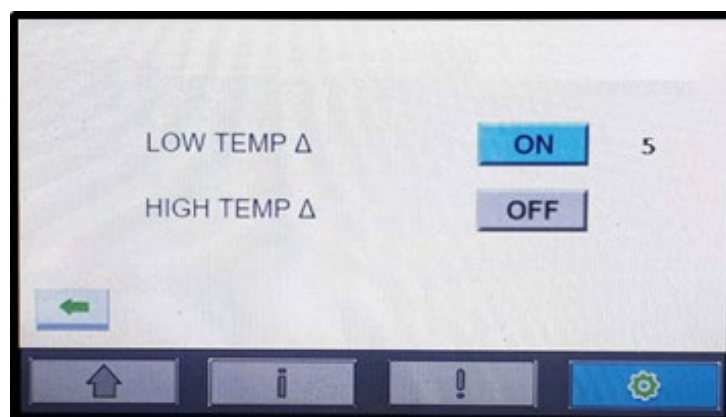 LOW TEMP Δ ON 5
HIGH TEMP Δ OFF
i
!